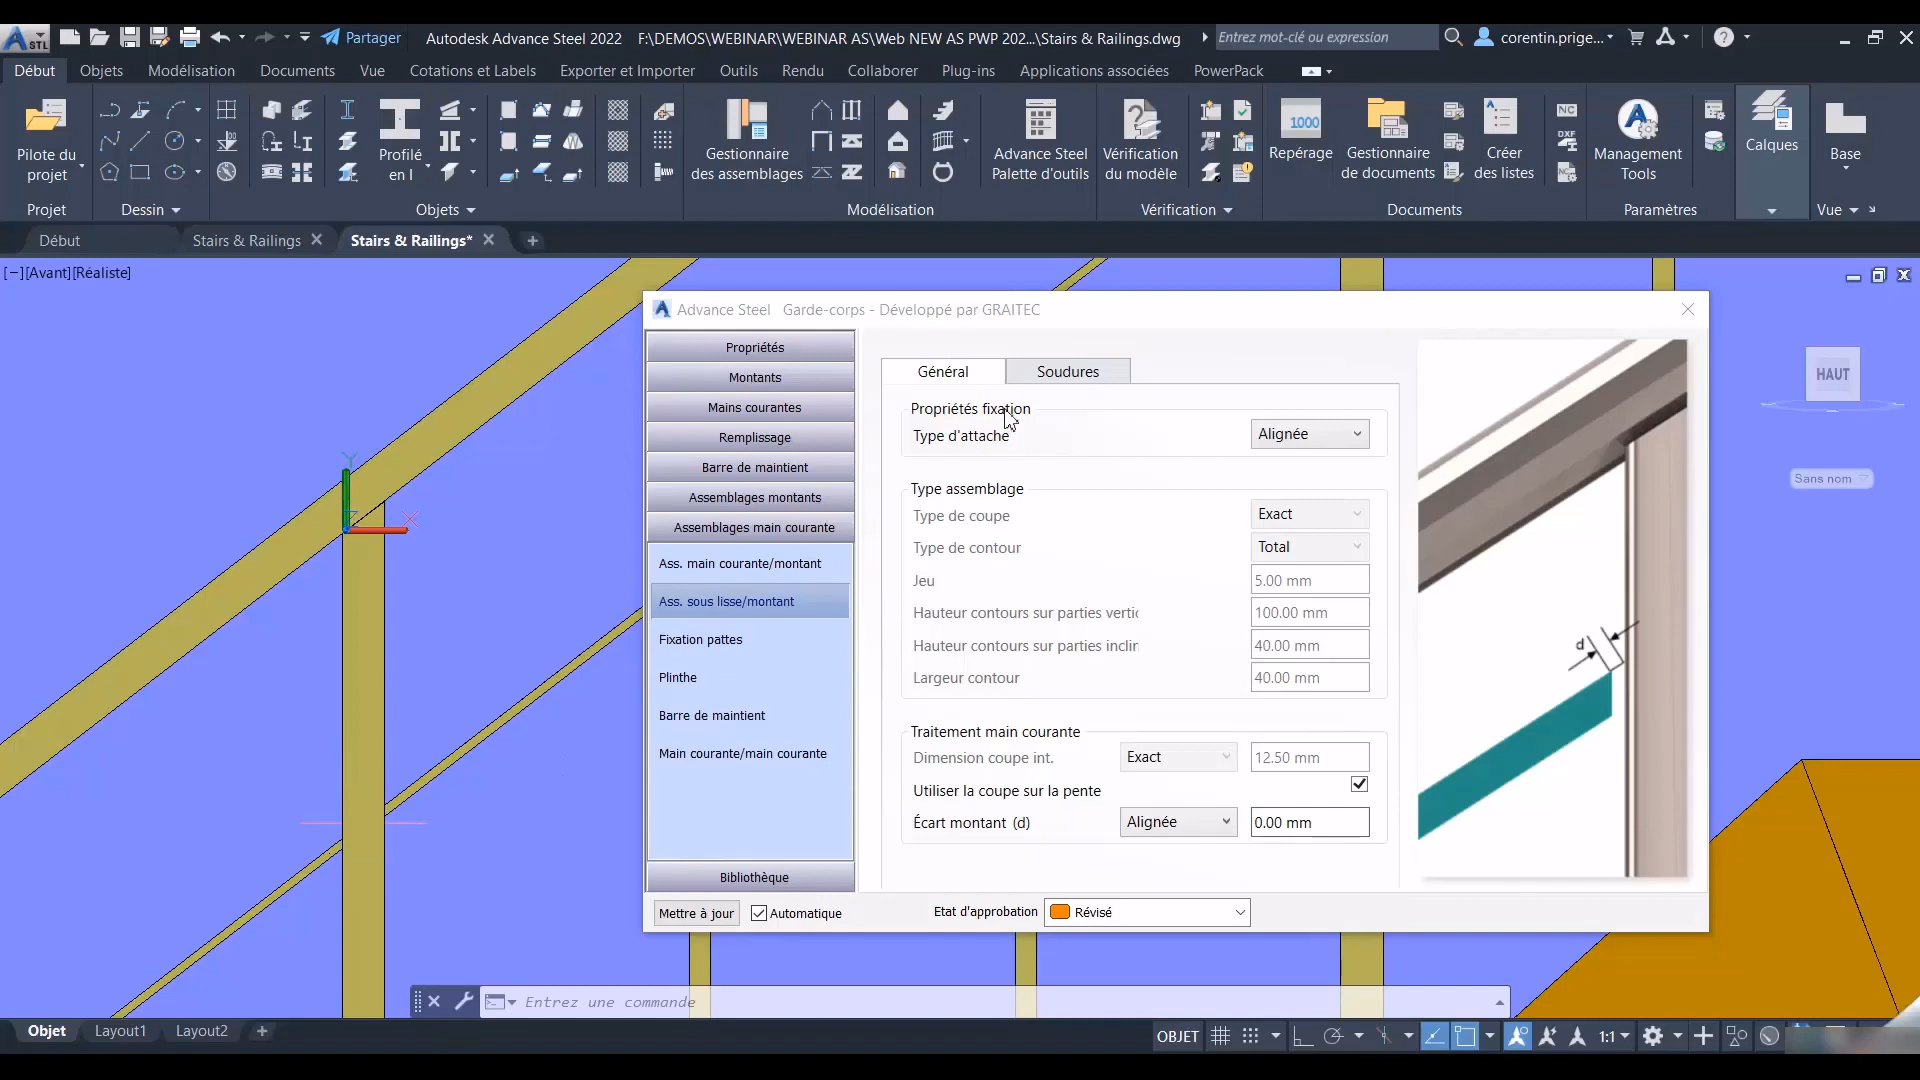 STL
Partager
Autodesk Advance Steel 2022 F:\DEMOS\WEBINAR\WEBINAR AS\Web NEW AS PWP 202...\Stairs & Railings.dwg
Entrez mot-clé ou expression
corentin.prige...
Début Objets Modélisation Documents Vue Cotations et Labels Exporter et Importer Outils Rendu Collaborer Plug-ins Applications associées PowerPack
Pilote du projet
Profilé en I
Gestionnaire des assemblages
Advance Steel Palette d'outils
Vérification du modèle
1000
Repérage
Gestionnaire de documents
Créer des listes
NC
DXF
NC
Management Tools
Calques
Base
Projet Dessin Objets Modélisation Vérification Documents Paramètres Vue
Début Stairs & Railings Stairs & Railings*
[−][Avant][Réaliste]
Advance Steel Garde-corps - Développé par GRAITEC
Propriétés
Montants
Mains courantes
Remplissage
Barre de maintient
Assemblages montants
Assemblages main courante
Ass. main courante/montant
Ass. sous lisse/montant
Fixation pattes
Plinthe
Barre de maintient
Main courante/main courante
Bibliothèque
Général Soudures
Propriétés fixation
Type d'attache Alignée
Type assemblage
Type de coupe Exact
Type de contour Total
Jeu 5.00 mm
Hauteur contours sur parties vertic 100.00 mm
Hauteur contours sur parties inclin 40.00 mm
Largeur contour 40.00 mm
Traitement main courante
Dimension coupe int. Exact 12.50 mm
Utiliser la coupe sur la pente
Écart montant (d) Alignée 0.00 mm
d
Mettre à jour Automatique Etat d'approbation Révisé
HAUT
Sans nom
Y
X
Entrez une commande
Objet Layout1 Layout2
OBJET 1:1